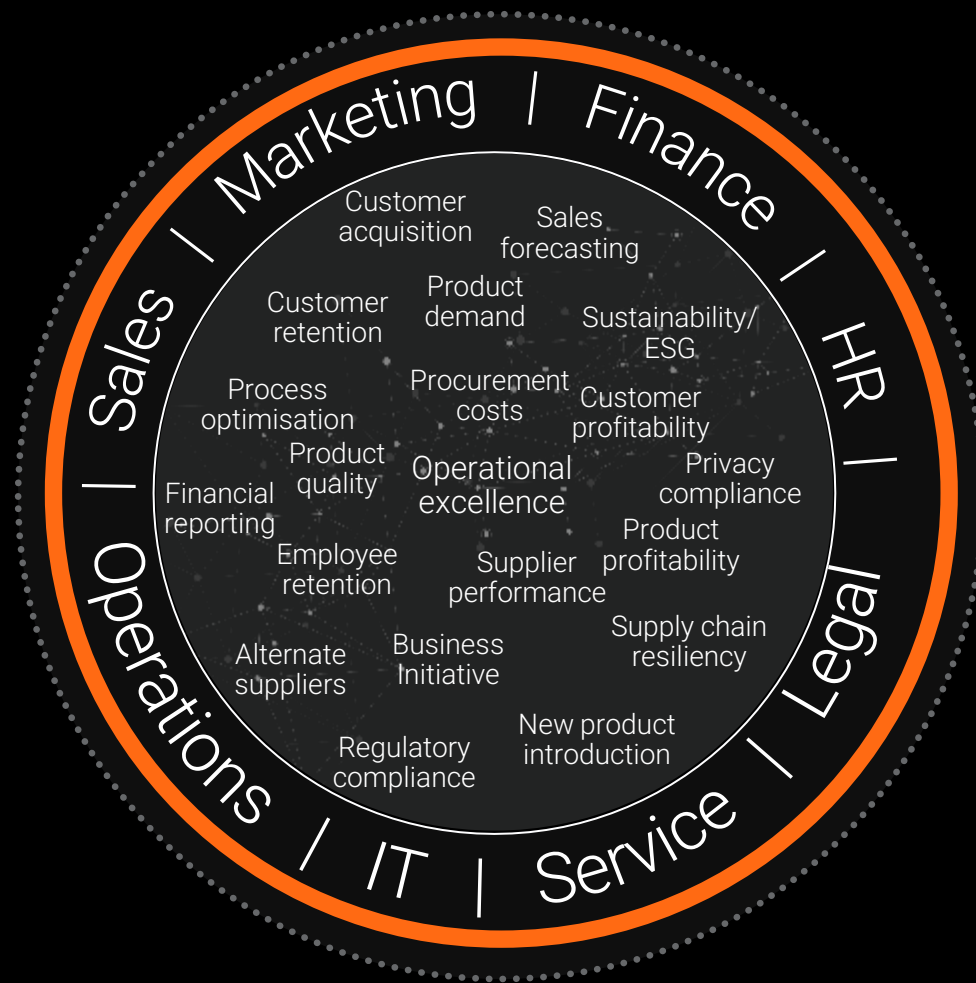 Marketing | Finance | HR | Legal | Service | IT | Operations | Sales |
Customer
acquisition
Sales
forecasting
Customer
retention
Product
demand
Sustainability/
ESG
Process
optimisation
Procurement
costs
Customer
profitability
Product
quality
Operational
excellence
Privacy
compliance
Financial
reporting
Product
profitability
Employee
retention
Supplier
performance
Supply chain
resiliency
Alternate
suppliers
Business
Initiative
New product
introduction
Regulatory
compliance